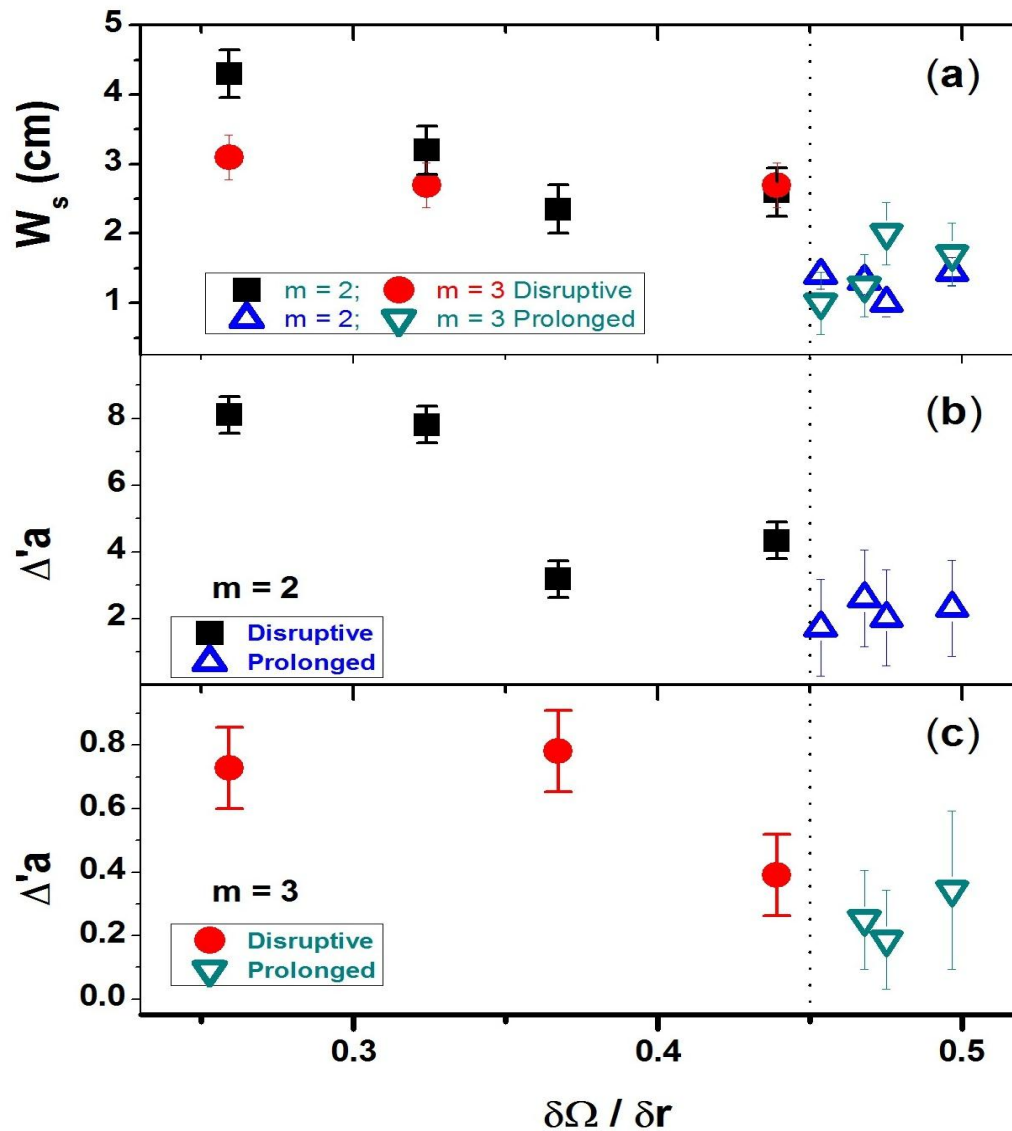 5
(a)
4
W_s (cm)
3
2
m = 2; m = 3 Disruptive
1
m = 2; m = 3 Prolonged
(b)
8
6
Δ'a
4
m = 2
2
Disruptive
Prolonged
(c)
0.8
0.6
Δ'a
0.4
m = 3
0.2
Disruptive
Prolonged
0.0
0.3 0.4 0.5
δΩ / δr